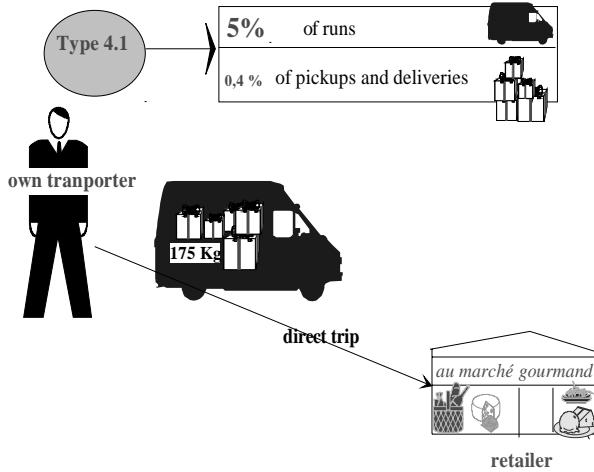 Type 4.1
5% of runs
0,4 % of pickups and deliveries
own tranporter
175 Kg
direct trip
au marché gourmand
retailer